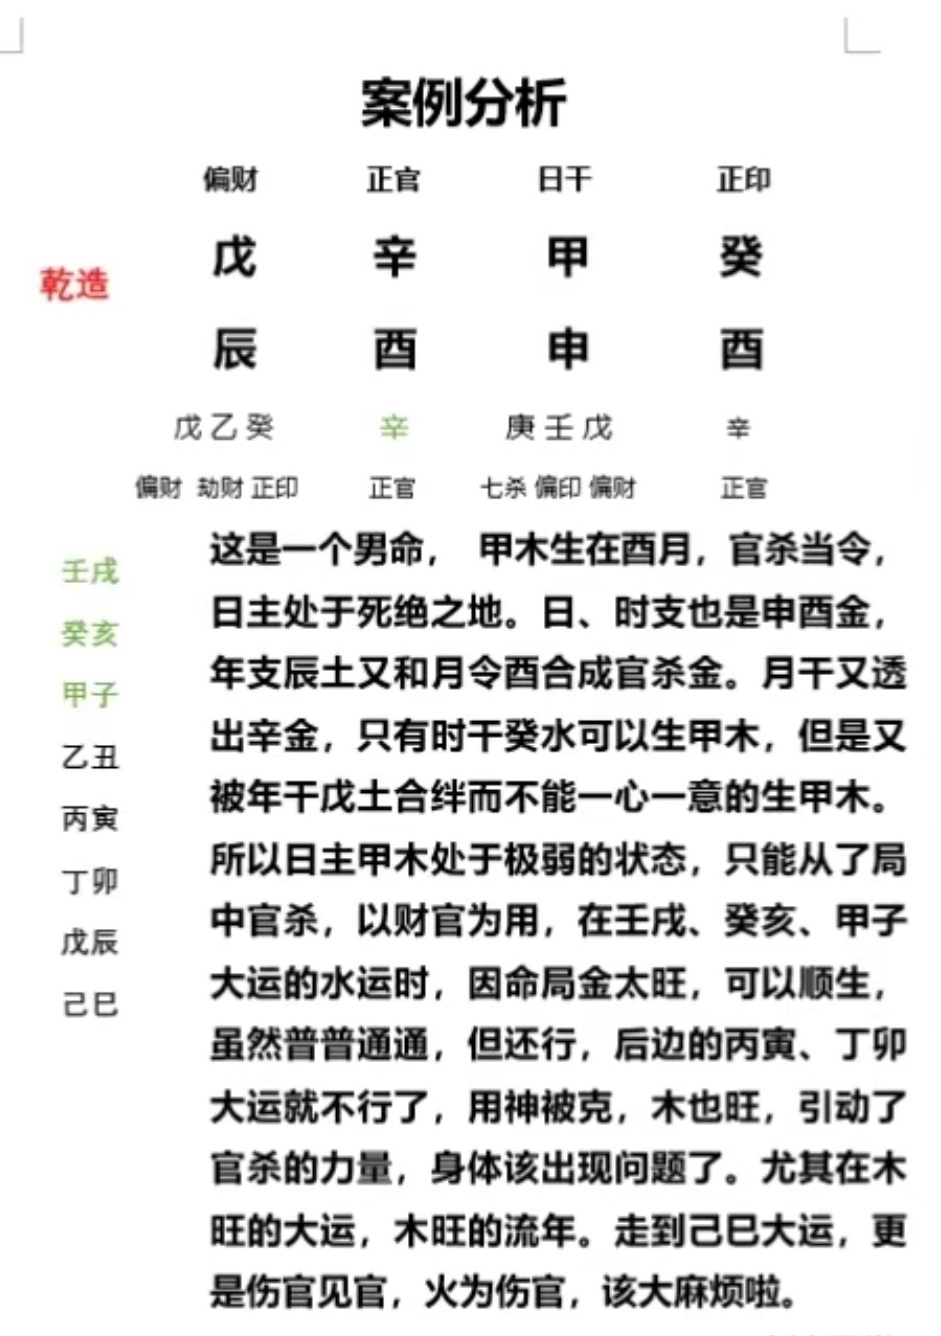 案例分析
偏财 正官 日干 正印
戊 辛 甲 癸
乾造
辰 酉 申 酉
戊乙癸 辛 庚壬戊 辛
偏财 劫财 正印 正官 七杀 偏印 偏财 正官
壬戌
癸亥
甲子
乙丑
丙寅
丁卯
戊辰
己巳
这是一个男命， 甲木生在酉月，官杀当令，
日主处于死绝之地。日、时支也是申酉金，
年支辰土又和月令酉合成官杀金。月干又透
出辛金，只有时干癸水可以生甲木，但是又
被年干戊土合绊而不能一心一意的生甲木。
所以日主甲木处于极弱的状态，只能从了局
中官杀，以财官为用，在壬戌、癸亥、甲子
大运的水运时，因命局金太旺，可以顺生，
虽然普普通通，但还行，后边的丙寅、丁卯
大运就不行了，用神被克，木也旺，引动了
官杀的力量，身体该出现问题了。尤其在木
旺的大运，木旺的流年。走到己巳大运，更
是伤官见官，火为伤官，该大麻烦啦。